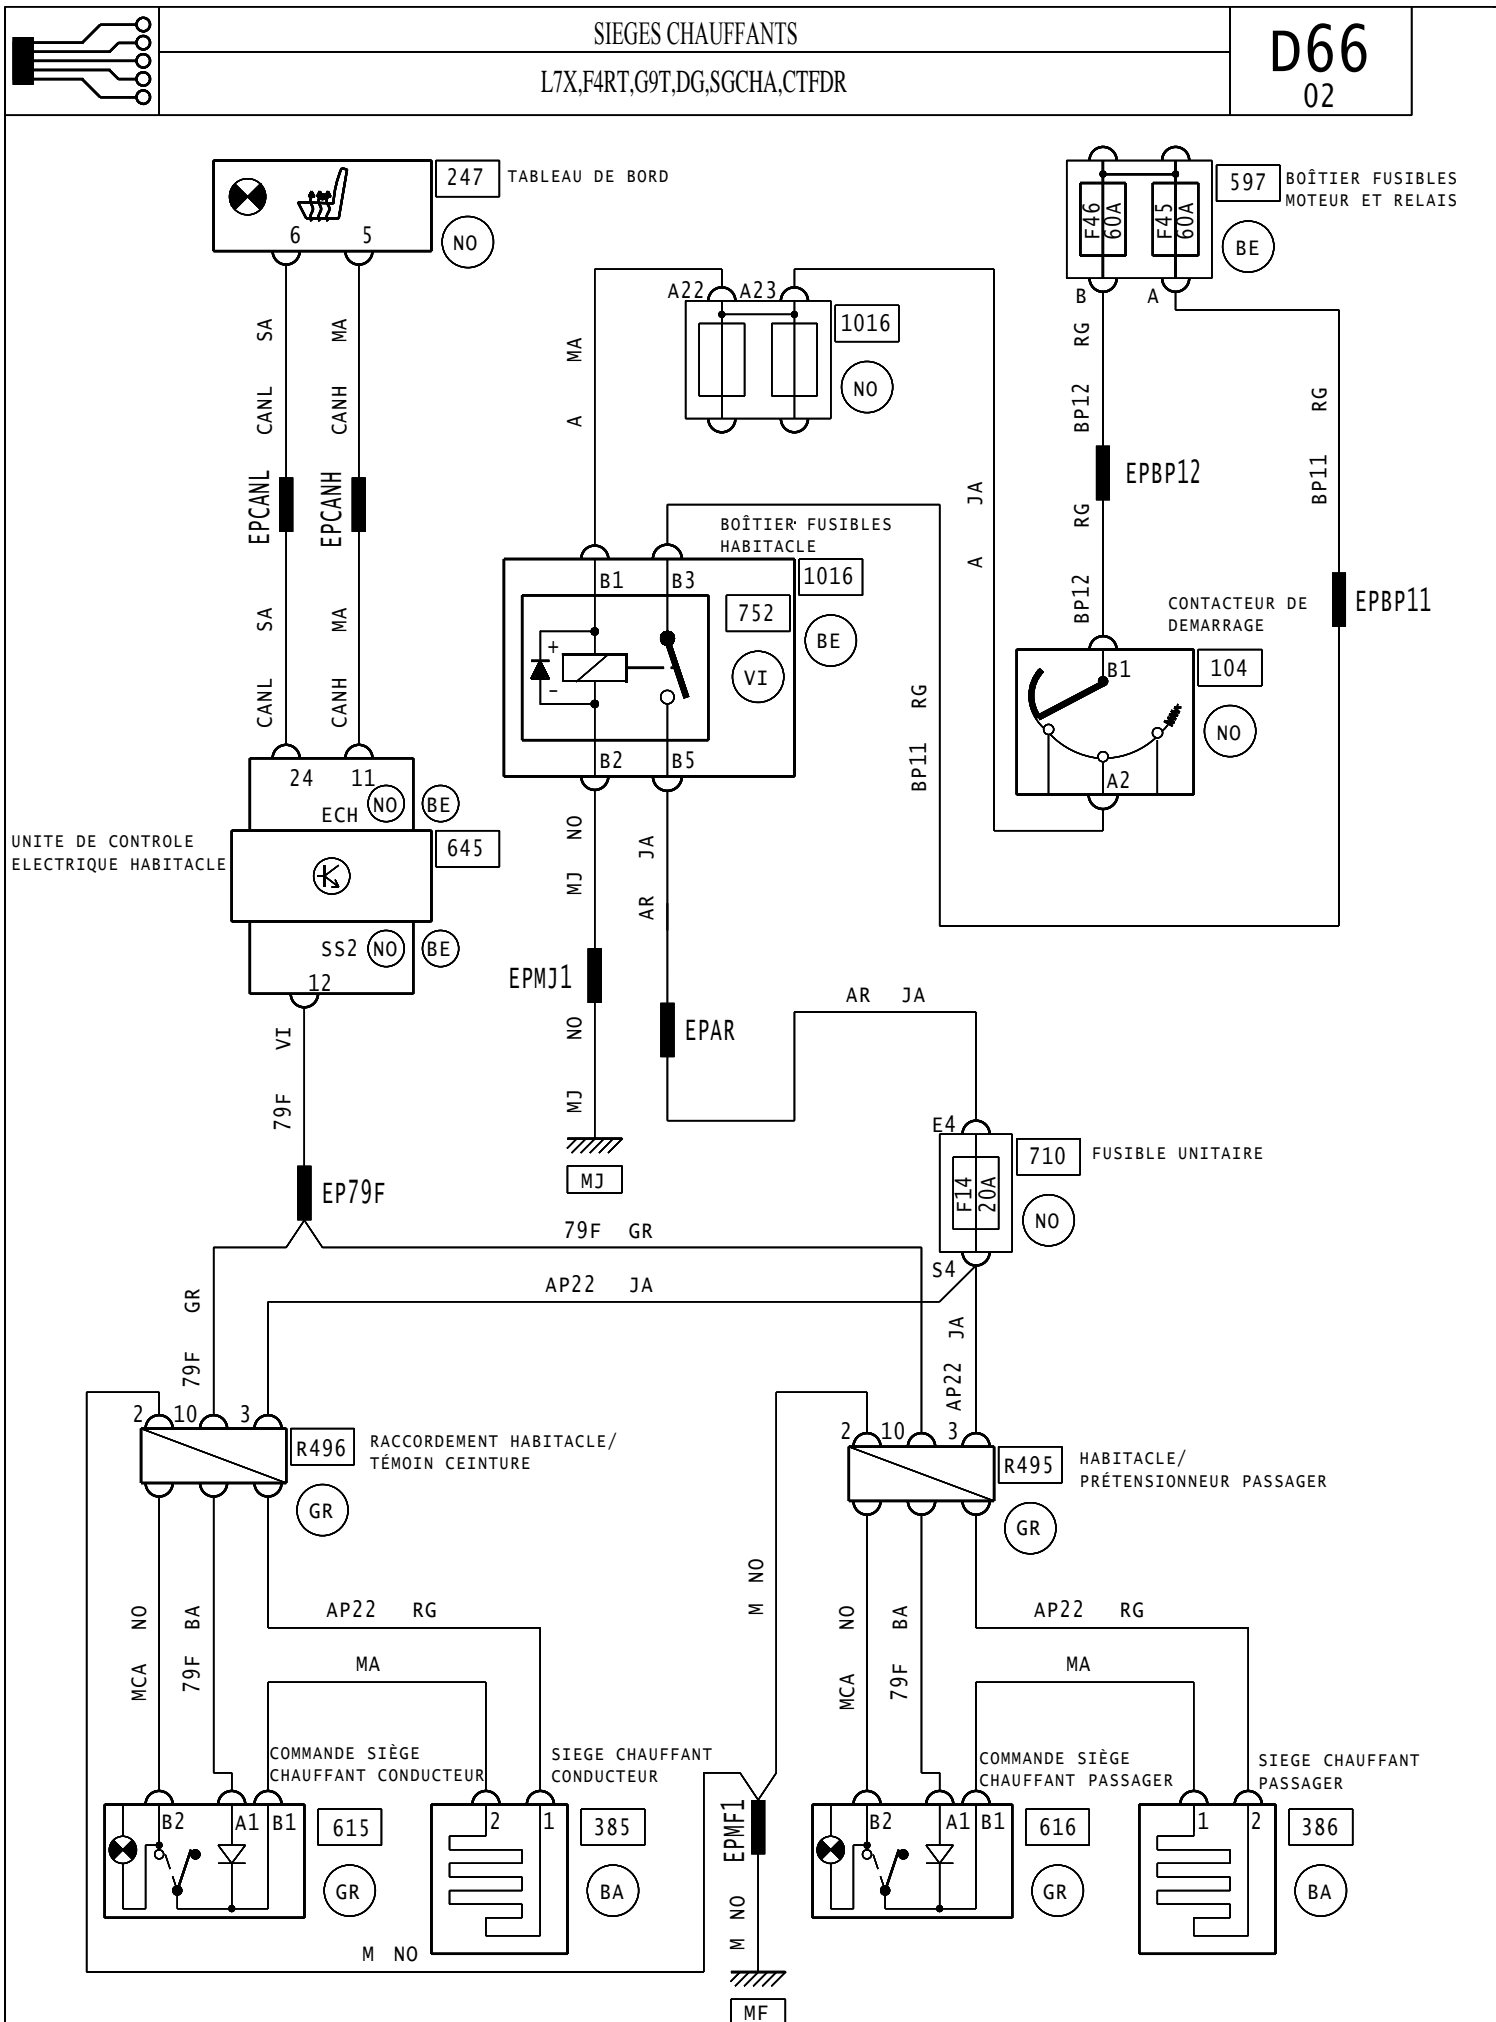 SIEGES CHAUFFANTS
L7X,F4RT,G9T,DG,SGCHA,CTFDR
D66
02
247 TABLEAU DE BORD
6 5
NO
597 BOÎTIER FUSIBLES
MOTEUR ET RELAIS
F46 60A
F45 60A
BE
B A
A22 A23
1016
NO
SA
MA
CANL
CANH
EPCANL
EPCANH
SA
MA
CANL
CANH
MA
A
JA
A
RG
BP12
EPBP12
RG
BP12
RG
BP11
EPBP11
BOÎTIER FUSIBLES
HABITACLE
1016
BE
B1 B3
752
VI
+
-
B2 B5
CONTACTEUR DE
DEMARRAGE
B1
104
NO
A2
RG
BP11
24 11
ECH NO BE
UNITE DE CONTROLE
ELECTRIQUE HABITACLE
645
SS2 NO BE
12
NO
MJ
JA
AR
EPMJ1
NO
MJ
MJ
EPAR
AR JA
VI
79F
EP79F
E4
710 FUSIBLE UNITAIRE
F14 20A
NO
S4
79F GR
AP22 JA
GR
79F
JA
AP22
2 10 3
R496 RACCORDEMENT HABITACLE/
TÉMOIN CEINTURE
GR
2 10 3
R495 HABITACLE/
PRÉTENSIONNEUR PASSAGER
GR
NO
MCA
BA
79F
AP22 RG
MA
NO
M
NO
MCA
BA
79F
AP22 RG
MA
COMMANDE SIÈGE
CHAUFFANT CONDUCTEUR
SIEGE CHAUFFANT
CONDUCTEUR
COMMANDE SIÈGE
CHAUFFANT PASSAGER
SIEGE CHAUFFANT
PASSAGER
B2 A1 B1
615
GR
2 1
385
BA
EPMF1
B2 A1 B1
616
GR
1 2
386
BA
M NO
NO
M
MF